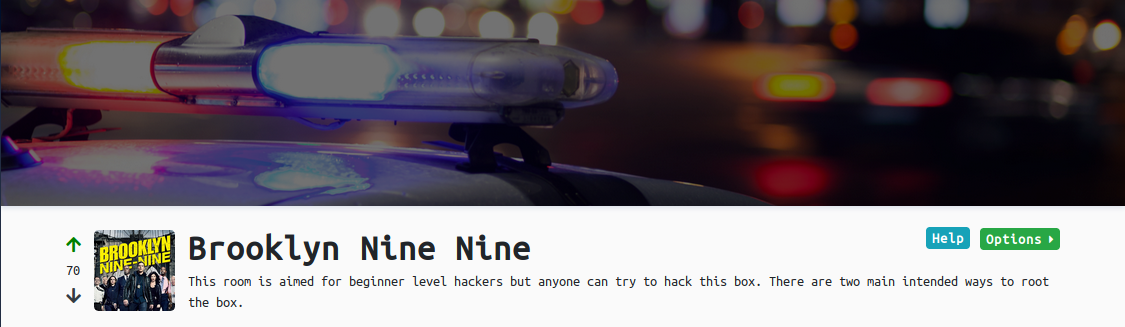 Help
Options
70
BROOKLYN
NINE-NINE
Brooklyn Nine Nine
This room is aimed for beginner level hackers but anyone can try to hack this box. There are two main intended ways to root
the box.